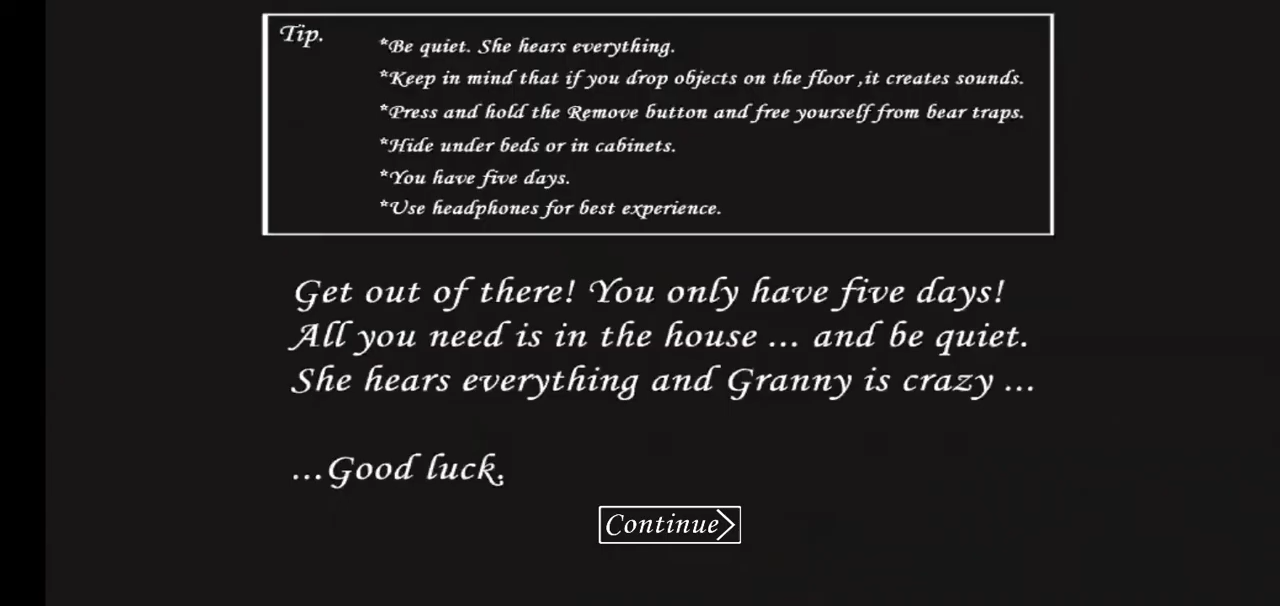 Tip.
*Be quiet. She hears everything.
*Keep in mind that if you drop objects on the floor ,it creates sounds.
*Press and hold the Remove button and free yourself from bear traps.
*Hide under beds or in cabinets.
*You have five days.
*Use headphones for best experience.
Get out of there! You only have five days!
All you need is in the house ... and be quiet.
She hears everything and Granny is crazy ...
...Good luck.
Continue>